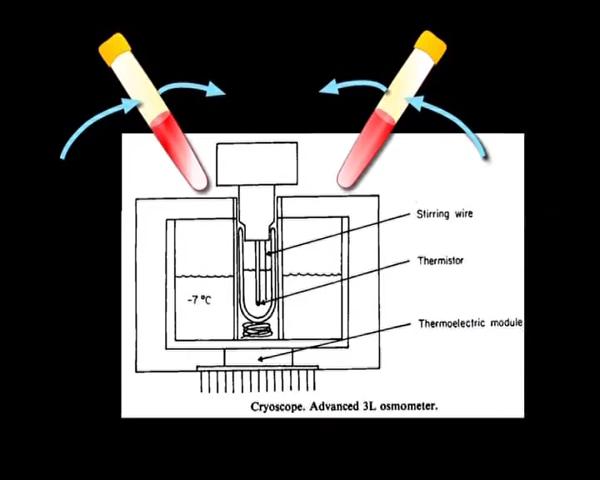 Stirring wire
Thermistor
-7 °C
Thermoelectric module
Cryoscope. Advanced 3L osmometer.